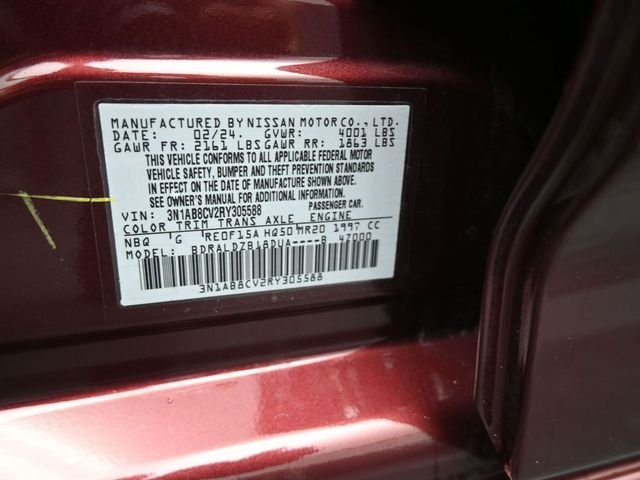 MANUFACTURED BY NISSAN MOTOR CO., LTD.
DATE: 02/24. GVWR: 4001 LBS
GAWR FR: 2161 LBS GAWR RR: 1863 LBS
THIS VEHICLE CONFORMS TO ALL APPLICABLE FEDERAL MOTOR
VEHICLE SAFETY, BUMPER AND THEFT PREVENTION STANDARDS
IN EFFECT ON THE DATE OF MANUFACTURE SHOWN ABOVE.
SEE OWNER'S MANUAL FOR ADDITIONAL INFORMATION.
VIN: 3N1AB8CV2RY305588 PASSENGER CAR.
COLOR TRIM TRANS AXLE ENGINE
NBQ G RE0F15A HQ50 MR20 1997 CC
MODEL: BDRALDZB18DUA----B 4Z000
3N1AB8CV2RY305588